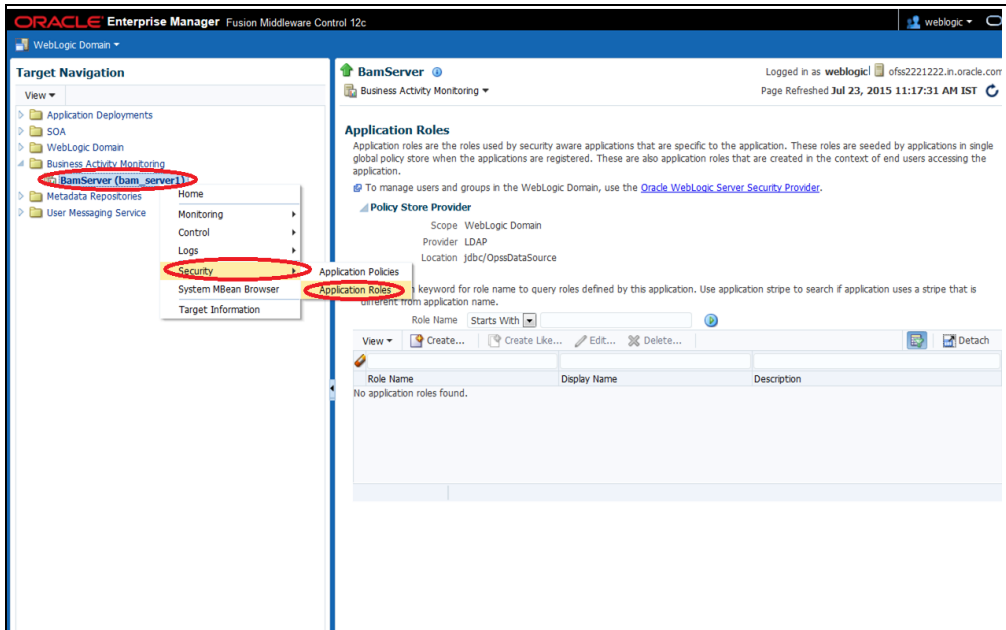 ORACLE Enterprise Manager Fusion Middleware Control 12c
weblogic
WebLogic Domain
Target Navigation
View
Application Deployments
SOA
WebLogic Domain
Business Activity Monitoring
BamServer (bam_server1)
Metadata Repositories
User Messaging Service
Home
Monitoring
Control
Logs
Security
System MBean Browser
Target Information
Application Policies
Application Roles
BamServer
Logged in as weblogic ofss2221222.in.oracle.com
Business Activity Monitoring
Page Refreshed Jul 23, 2015 11:17:31 AM IST
Application Roles
Application roles are the roles used by security aware applications that are specific to the application. These roles are seeded by applications in single
global policy store when the applications are registered. These are also application roles that are created in the context of end users accessing the
application.
To manage users and groups in the WebLogic Domain, use the Oracle WebLogic Server Security Provider.
Policy Store Provider
Scope WebLogic Domain
Provider LDAP
Location jdbc/OpssDataSource
keyword for role name to query roles defined by this application. Use application stripe to search if application uses a stripe that is
different from application name.
Role Name Starts With
View Create... Create Like... Edit... Delete... Detach
Role Name Display Name Description
No application roles found.